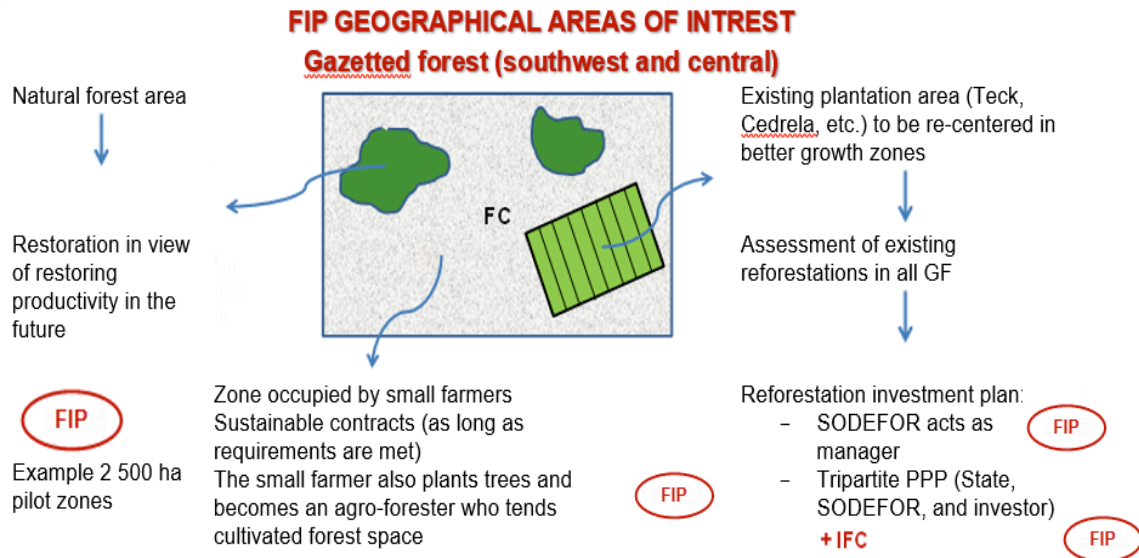 FIP GEOGRAPHICAL AREAS OF INTREST
Gazetted forest (southwest and central)
Natural forest area
Restoration in view
of restoring
productivity in the
future
FIP
Example 2 500 ha
pilot zones
FC
Zone occupied by small farmers
Sustainable contracts (as long as
requirements are met)
The small farmer also plants trees and
becomes an agro-forester who tends
cultivated forest space
FIP
Existing plantation area (Teck,
Cedrela, etc.) to be re-centered in
better growth zones
Assessment of existing
reforestations in all GF
Reforestation investment plan:
– SODEFOR acts as
manager
FIP
– Tripartite PPP (State,
SODEFOR, and investor)
+ IFC
FIP